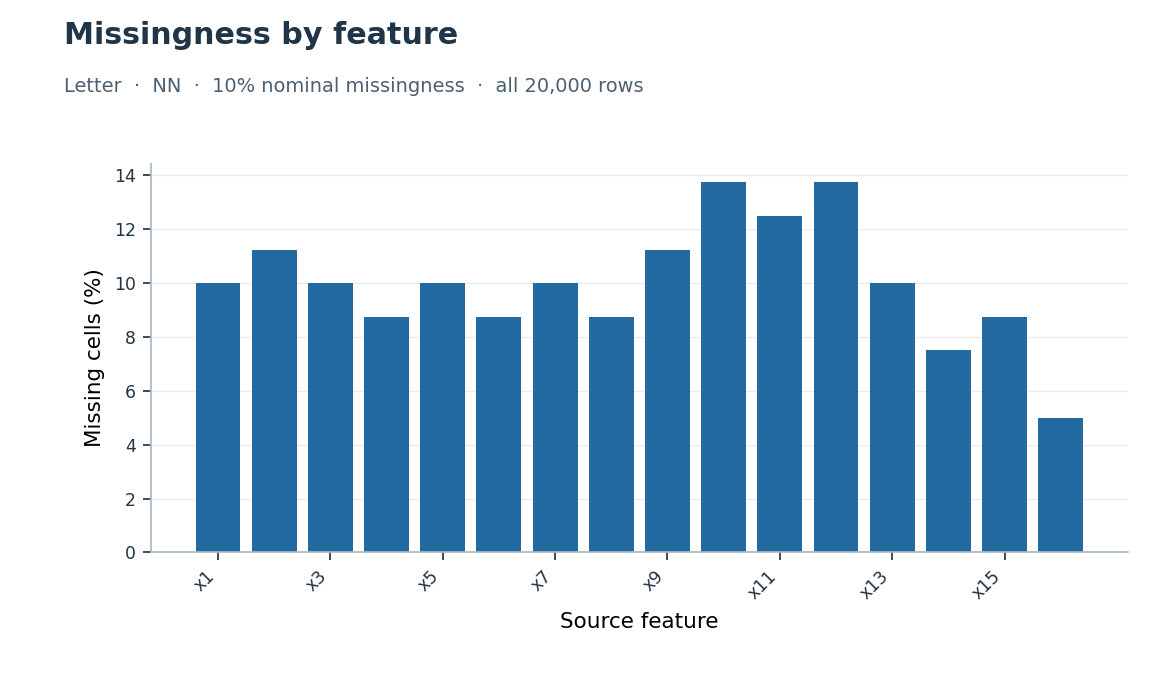 Missingness by feature
Letter · NN · 10% nominal missingness · all 20,000 rows
14
12
10
8
6
4
2
0
Missing cells (%)
x1 x3 x5 x7 x9 x11 x13 x15
Source feature